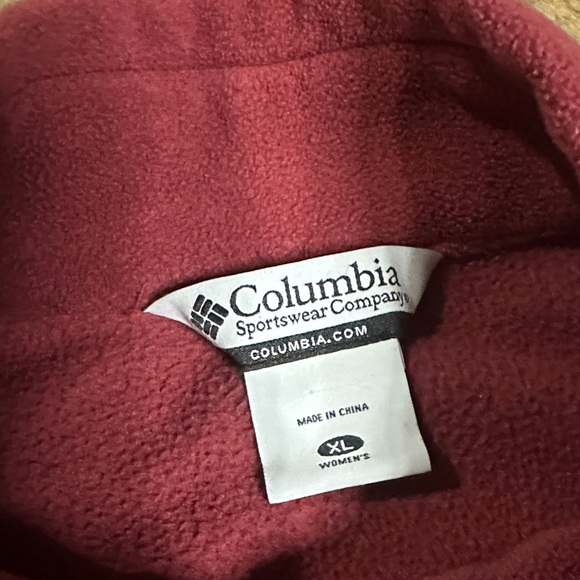 Columbia
Sportswear Company®
COLUMBIA.COM
MADE IN CHINA
XL
WOMEN'S